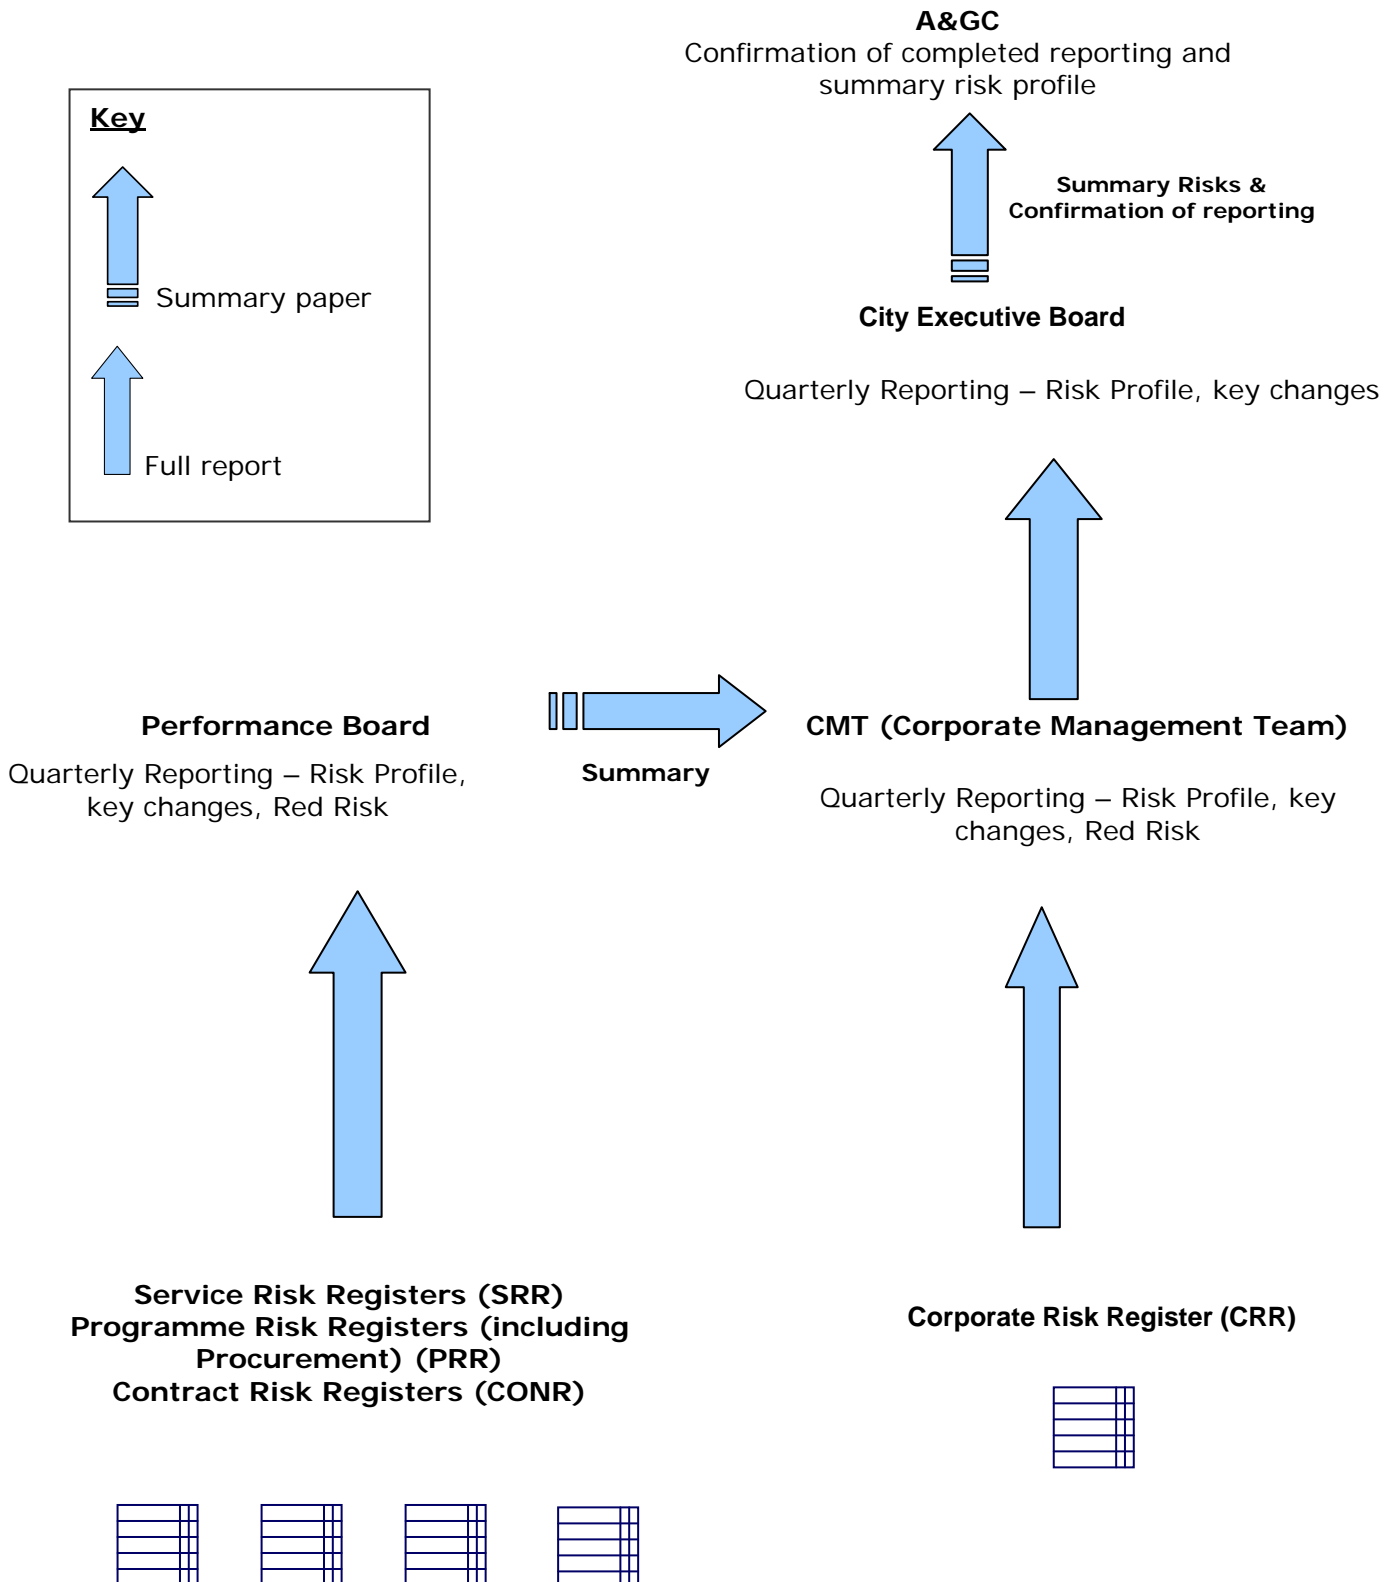 A&GC
Confirmation of completed reporting and
summary risk profile
Key
Summary paper
Full report
Summary Risks &
Confirmation of reporting
City Executive Board
Quarterly Reporting – Risk Profile, key changes
Performance Board
Quarterly Reporting – Risk Profile,
key changes, Red Risk
Summary
CMT (Corporate Management Team)
Quarterly Reporting – Risk Profile, key
changes, Red Risk
Service Risk Registers (SRR)
Programme Risk Registers (including
Procurement) (PRR)
Contract Risk Registers (CONR)
Corporate Risk Register (CRR)